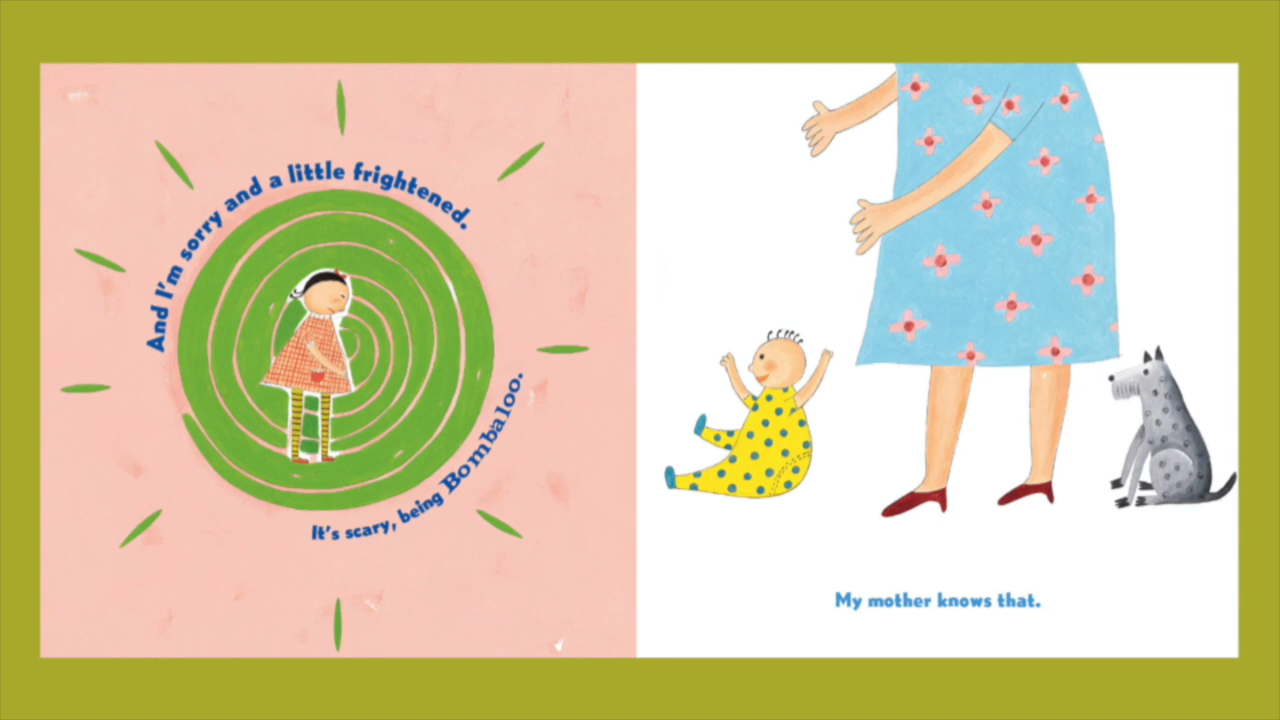 And I'm sorry and a little frightened.
It's scary, being Bombaloo.
My mother knows that.